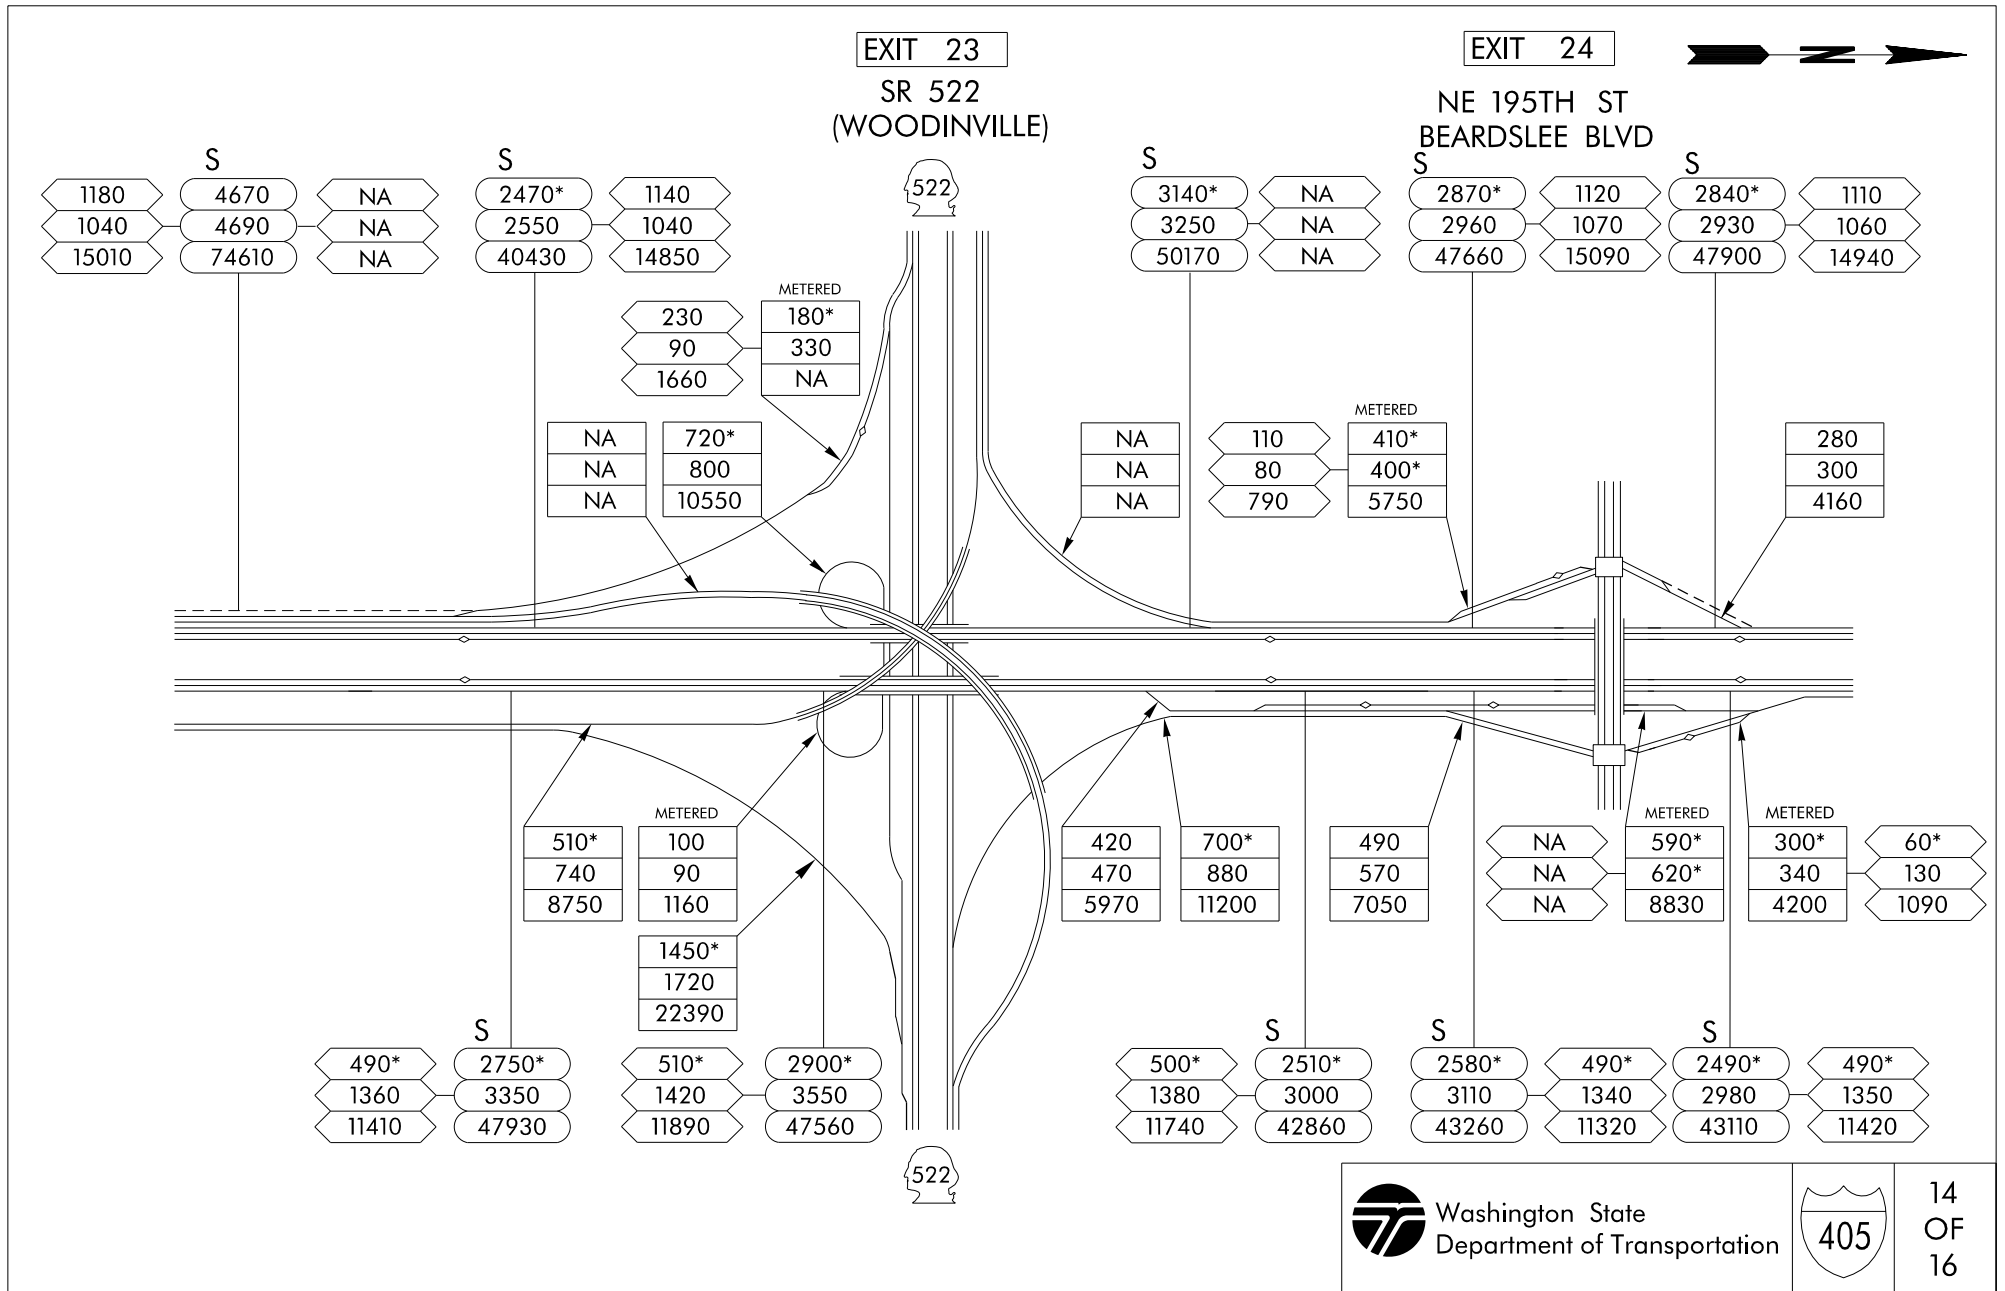 EXIT 23
SR 522
(WOODINVILLE)
EXIT 24
N
NE 195TH ST
BEARDSLEE BLVD
522
S
1180 4670 NA
1040 4690 NA
15010 74610 NA
S
2470* 1140
2550 1040
40430 14850
S
3140* NA
3250 NA
50170 NA
S
2870* 1120
2960 1070
47660 15090
S
2840* 1110
2930 1060
47900 14940
METERED
230 180*
90 330
1660 NA
NA
NA
NA
720*
800
10550
NA
NA
NA
METERED
110 410*
80 400*
790 5750
280
300
4160
510*
740
8750
METERED
100
90
1160
1450*
1720
22390
420
470
5970
700*
880
11200
490
570
7050
METERED
NA 590*
NA 620*
NA 8830
METERED
300* 60*
340 130
4200 1090
S
490* 2750*
1360 3350
11410 47930
510* 2900*
1420 3550
11890 47560
S
500* 2510*
1380 3000
11740 42860
S
2580* 490*
3110 1340
43260 11320
S
2490* 490*
2980 1350
43110 11420
522
Washington State
Department of Transportation
405
14
OF
16